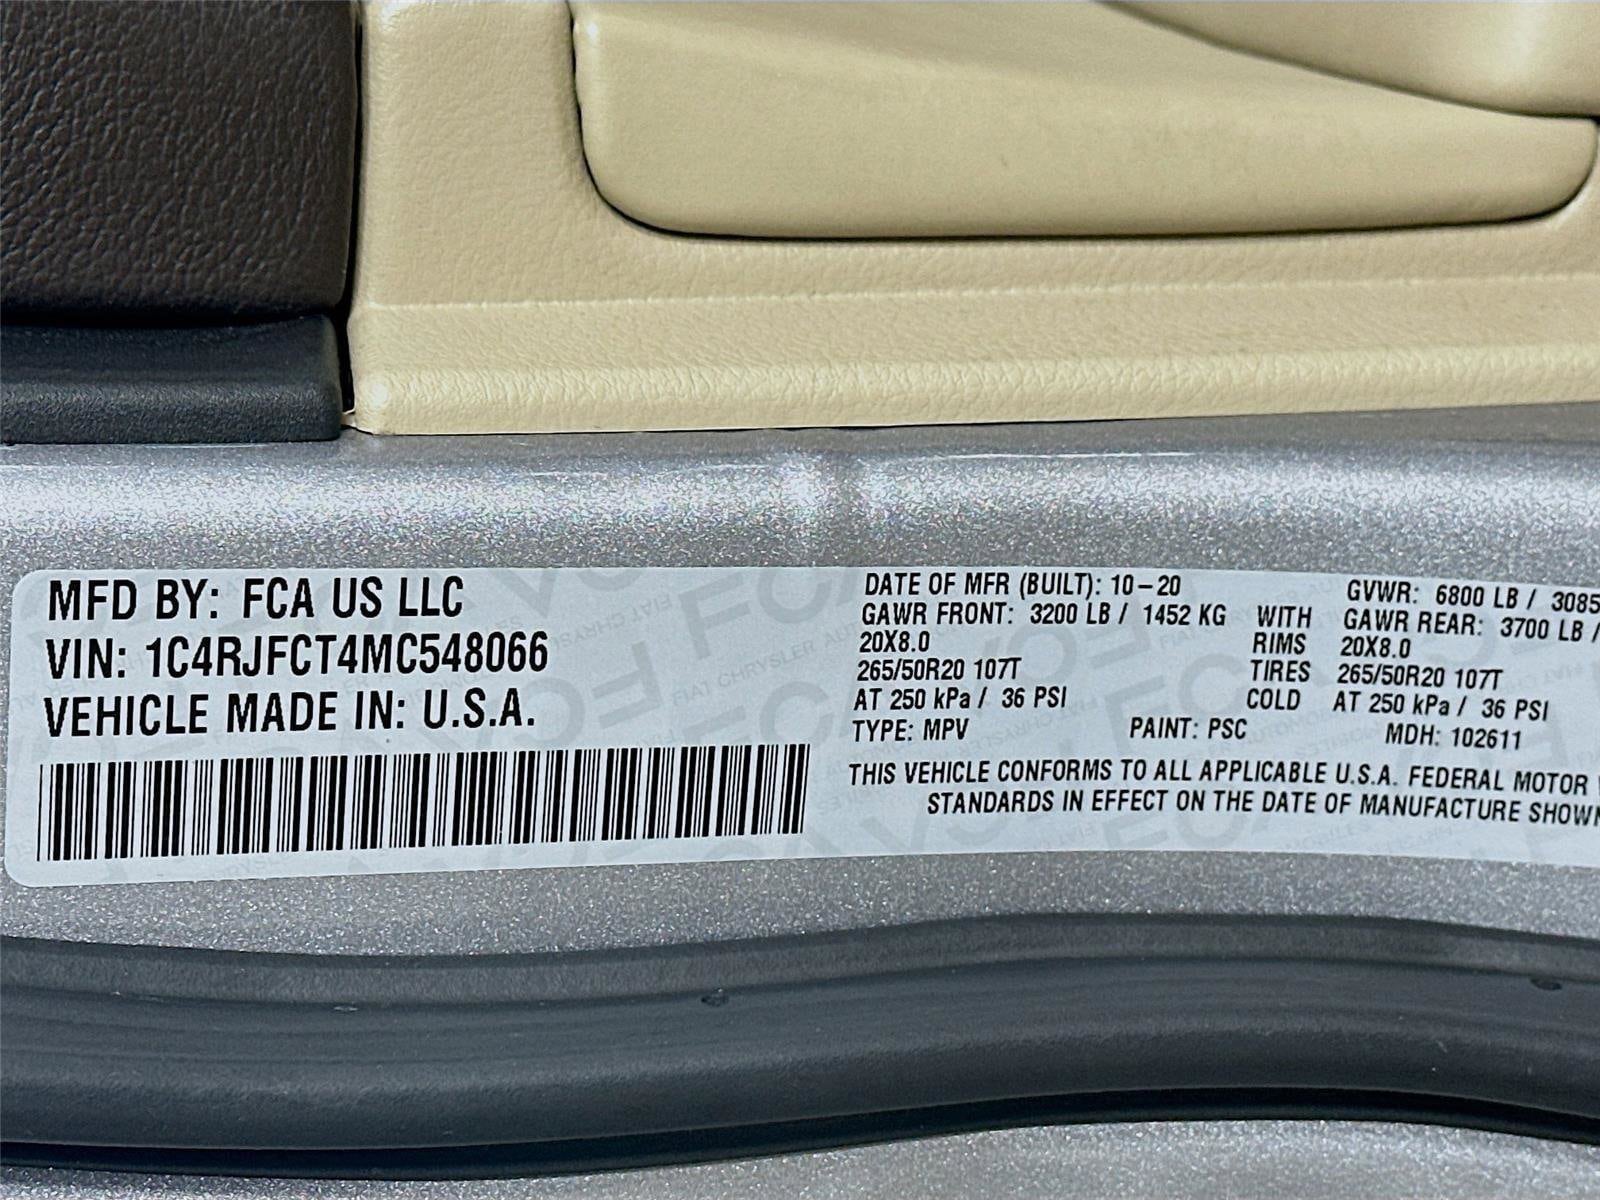 MFD BY: FCA US LLC
VIN: 1C4RJFCT4MC548066
VEHICLE MADE IN: U.S.A.
DATE OF MFR (BUILT): 10-20 GVWR: 6800 LB / 3085
GAWR FRONT: 3200 LB / 1452 KG WITH GAWR REAR: 3700 LB /
20X8.0 RIMS 20X8.0
265/50R20 107T TIRES 265/50R20 107T
AT 250 kPa / 36 PSI COLD AT 250 kPa / 36 PSI
TYPE: MPV PAINT: PSC MDH: 102611
THIS VEHICLE CONFORMS TO ALL APPLICABLE U.S.A. FEDERAL MOTOR
STANDARDS IN EFFECT ON THE DATE OF MANUFACTURE SHOWN